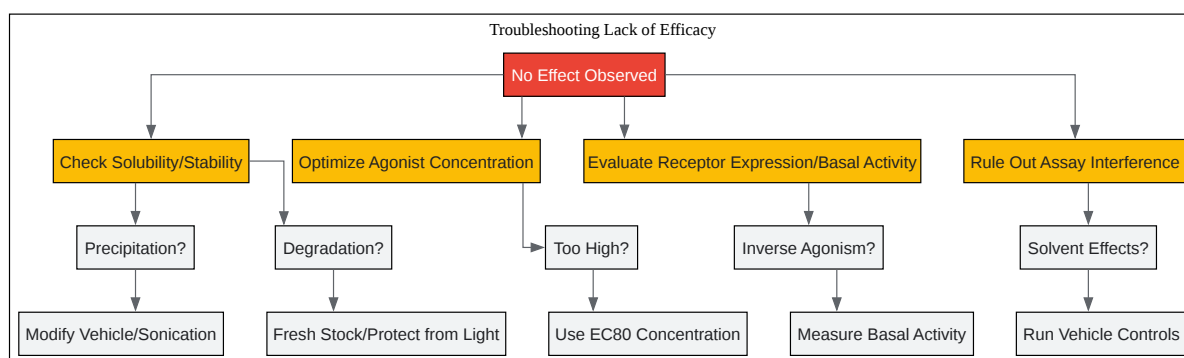 Troubleshooting Lack of Efficacy
No Effect Observed
Check Solubility/Stability
Optimize Agonist Concentration
Evaluate Receptor Expression/Basal Activity
Rule Out Assay Interference
Precipitation?
Degradation?
Too High?
Inverse Agonism?
Solvent Effects?
Modify Vehicle/Sonication
Fresh Stock/Protect from Light
Use EC80 Concentration
Measure Basal Activity
Run Vehicle Controls